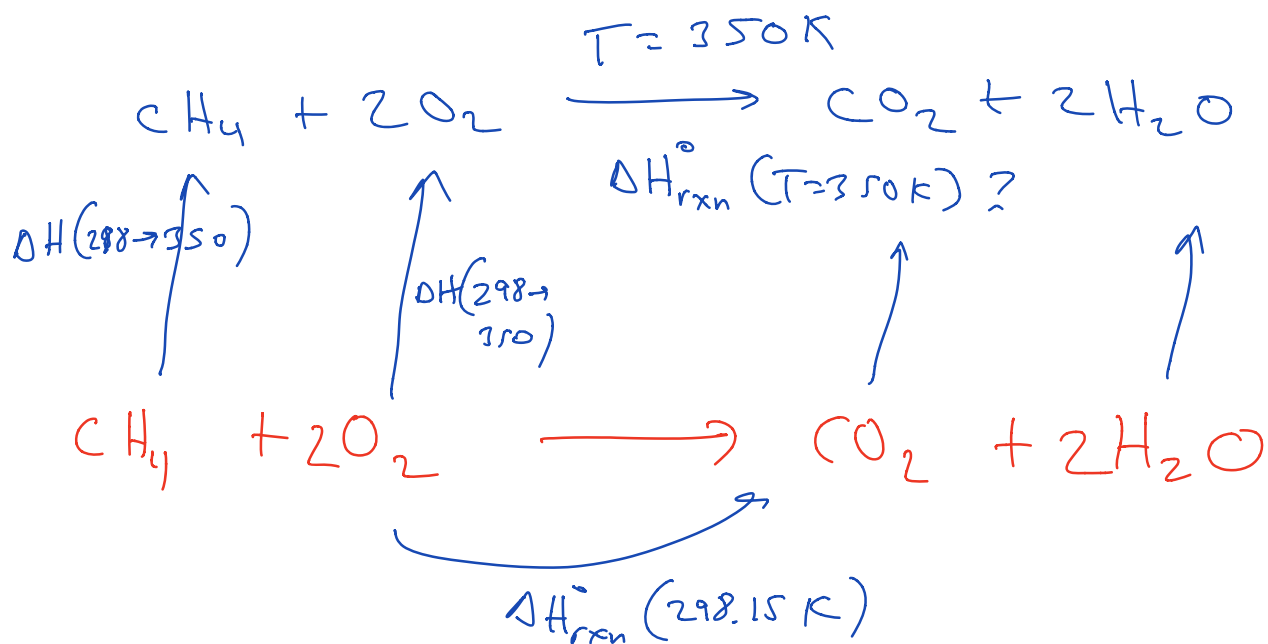 T = 350K
CH4 + 2O2 → CO2 + 2H2O
ΔH°rxn (T=350K) ?
ΔH(298→350)
ΔH(298→
350)
CH4 + 2O2 → CO2 + 2H2O
ΔH°rxn (298.15 K)